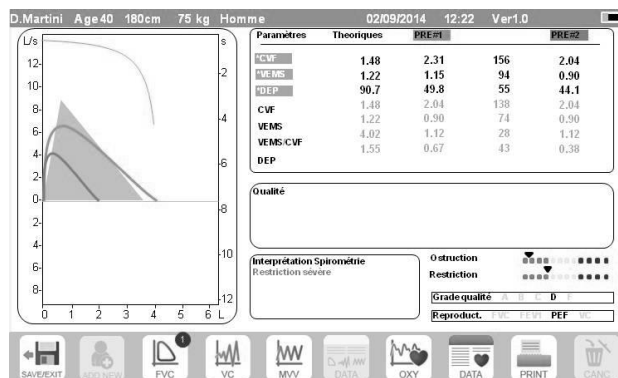 D.Martini Age40 180cm 75 kg Homme 02/09/2014 12:22 Ver1.0
L/s s
12-
10-
8-
6-
4-
2-
0-
2-
4-
6-
8-
-2
-4
-6
-8
-10
-12
0 1 2 3 4 5 6 L
Paramètres Theoriques PRE#1 PRE#2
*CVF 1.48 2.31 156 2.04
*VEMS 1.22 1.15 94 0.90
*DEP 90.7 49.8 55 44.1
CVF 1.48 2.04 138 2.04
VEMS 1.22 0.90 74 0.90
VEMS/CVF 4.02 1.12 28 1.12
DEP 1.55 0.67 43 0.38
Qualité
Interprétation Spirométrie
Restriction sévère
Ostruction
Restriction
Grade qualité A B C D F
Reproduct. FVC FEV1 PEF VC
SAVE/EXIT
ADD NEW
1
FVC
VC
MVV
DATA
OXY
DATA
PRINT
CANC